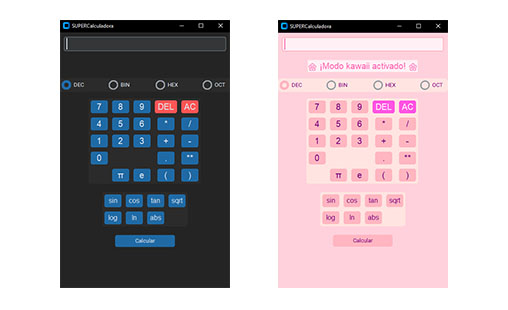 SUPERCalculadora
DEC BIN HEX OCT
7 8 9 DEL AC
4 5 6 * /
1 2 3 + -
0 . **
π e ( )
sin cos tan sqrt
log ln abs
Calcular
SUPERCalculadora
🌸 ¡Modo kawaii activado! 🌸
DEC BIN HEX OCT
7 8 9 DEL AC
4 5 6 * /
1 2 3 + -
0 . **
π e ( )
sin cos tan sqrt
log ln abs
Calcular